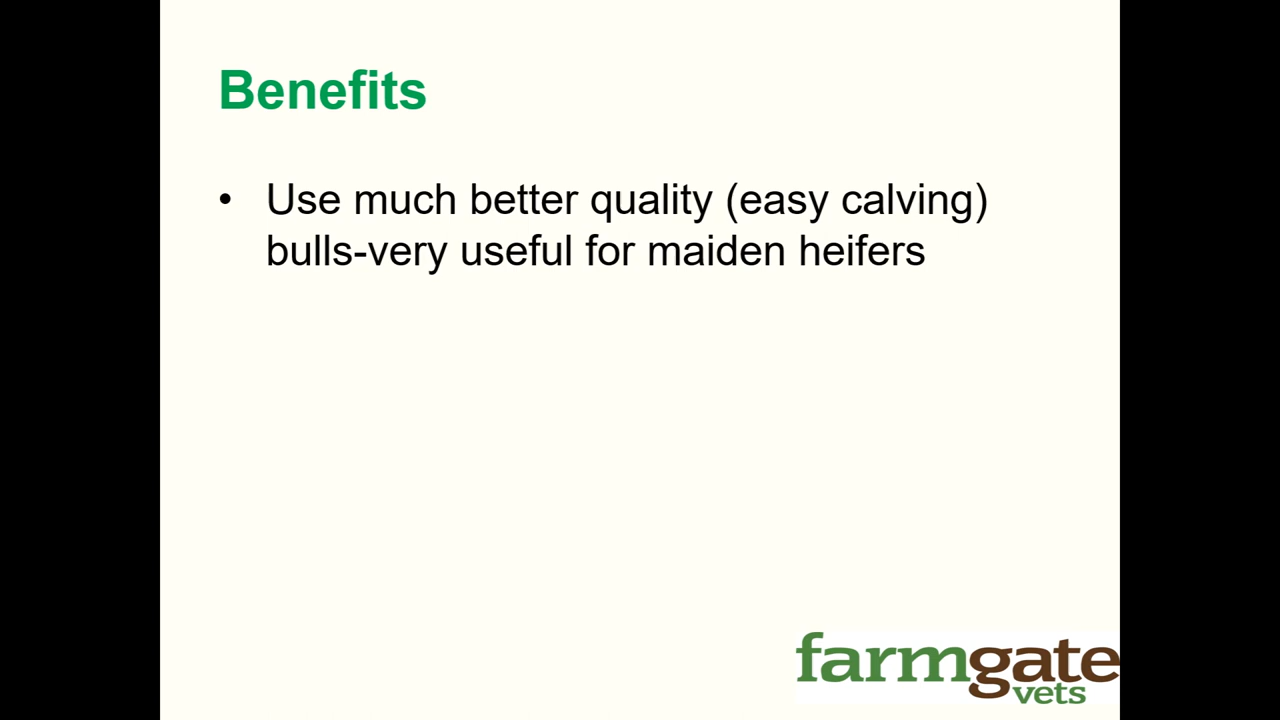 Benefits
• Use much better quality (easy calving)
bulls-very useful for maiden heifers
farmgate
vets